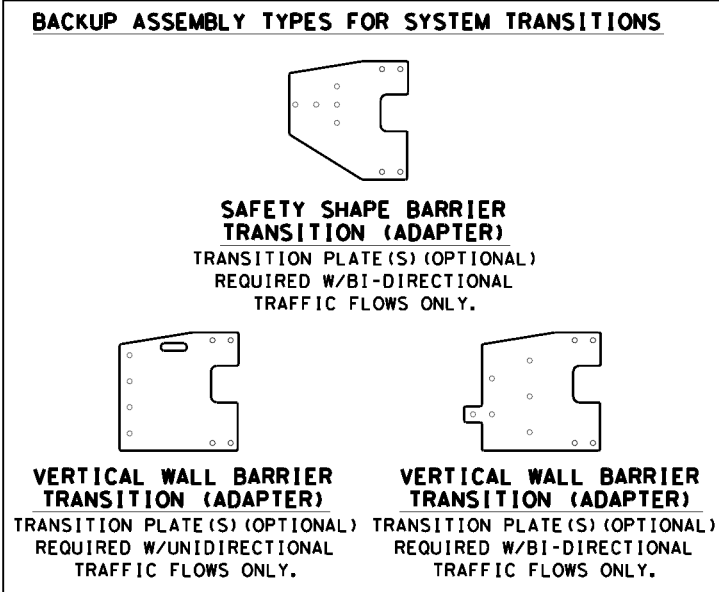 BACKUP ASSEMBLY TYPES FOR SYSTEM TRANSITIONS
SAFETY SHAPE BARRIER
TRANSITION (ADAPTER)
TRANSITION PLATE(S) (OPTIONAL)
REQUIRED W/BI-DIRECTIONAL
TRAFFIC FLOWS ONLY.
VERTICAL WALL BARRIER
TRANSITION (ADAPTER)
TRANSITION PLATE(S) (OPTIONAL)
REQUIRED W/UNIDIRECTIONAL
TRAFFIC FLOWS ONLY.
VERTICAL WALL BARRIER
TRANSITION (ADAPTER)
TRANSITION PLATE(S) (OPTIONAL)
REQUIRED W/BI-DIRECTIONAL
TRAFFIC FLOWS ONLY.